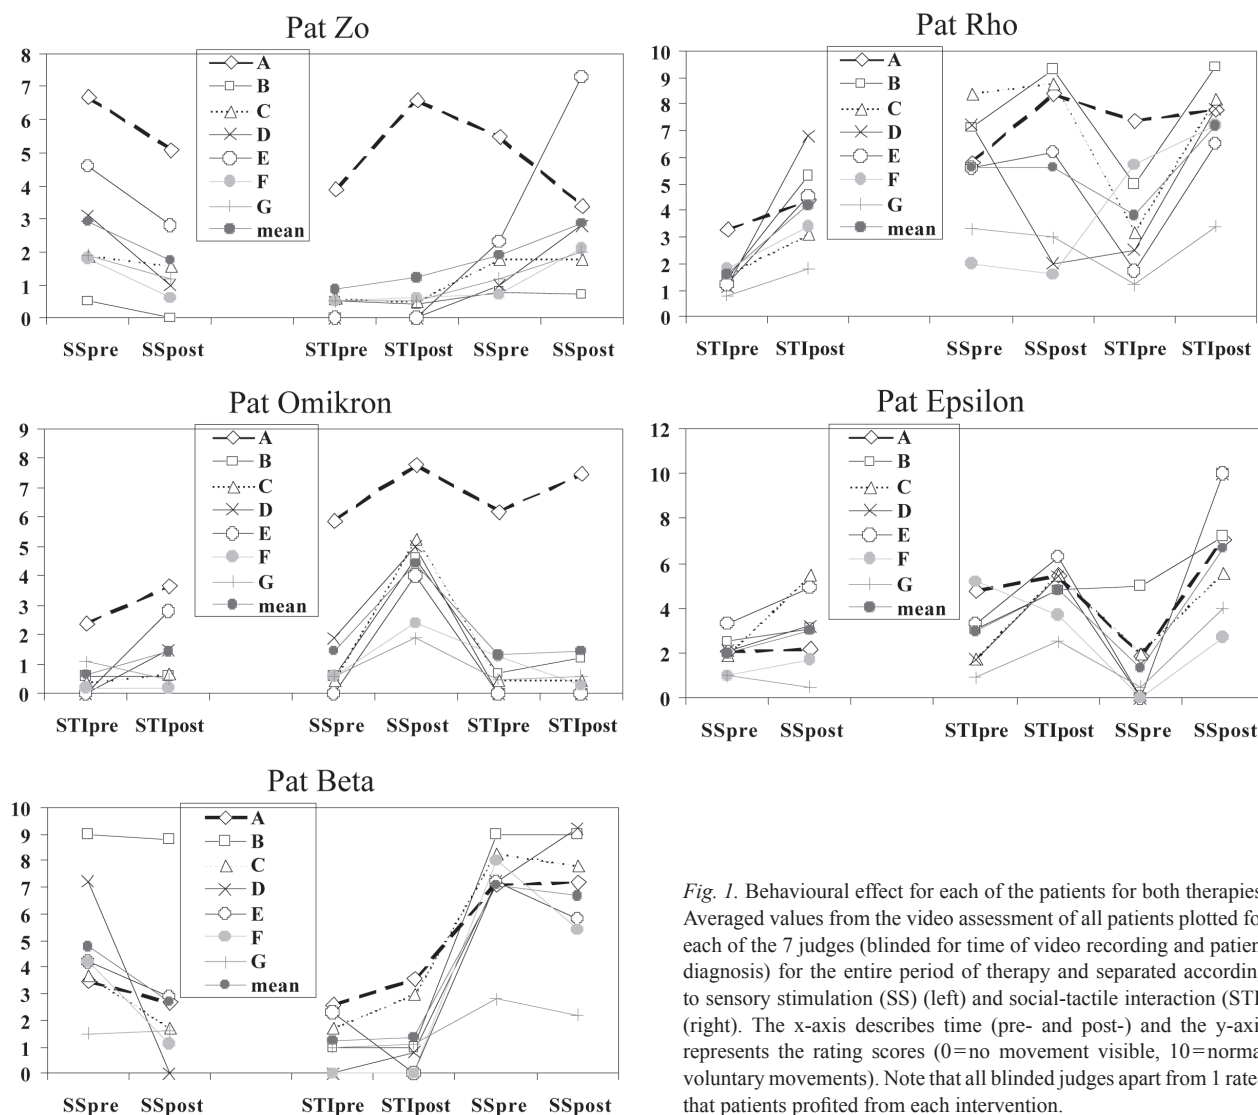 Pat Zo
8
7
6
5
4
3
2
1
0
A
B
C
D
E
F
G
mean
SSpre SSpost STIpre STIpost SSpre SSpost
Pat Rho
10
9
8
7
6
5
4
3
2
1
0
A
B
C
D
E
F
G
mean
STIpre STIpost SSpre SSpost STIpre STIpost
Pat Omikron
9
8
7
6
5
4
3
2
1
0
A
B
C
D
E
F
G
mean
STIpre STIpost SSpre SSpost STIpre STIpost
Pat Epsilon
12
10
8
6
4
2
0
A
B
C
D
E
F
G
mean
SSpre SSpost STIpre STIpost SSpre SSpost
Pat Beta
10
9
8
7
6
5
4
3
2
1
0
A
B
C
D
E
F
G
mean
SSpre SSpost STIpre STIpost SSpre SSpost
Fig. 1. Behavioural effect for each of the patients for both therapies
Averaged values from the video assessment of all patients plotted fo
each of the 7 judges (blinded for time of video recording and patien
diagnosis) for the entire period of therapy and separated accordin
to sensory stimulation (SS) (left) and social-tactile interaction (STI
(right). The x-axis describes time (pre- and post-) and the y-axi
represents the rating scores (0=no movement visible, 10=norma
voluntary movements). Note that all blinded judges apart from 1 rate
that patients profited from each intervention.